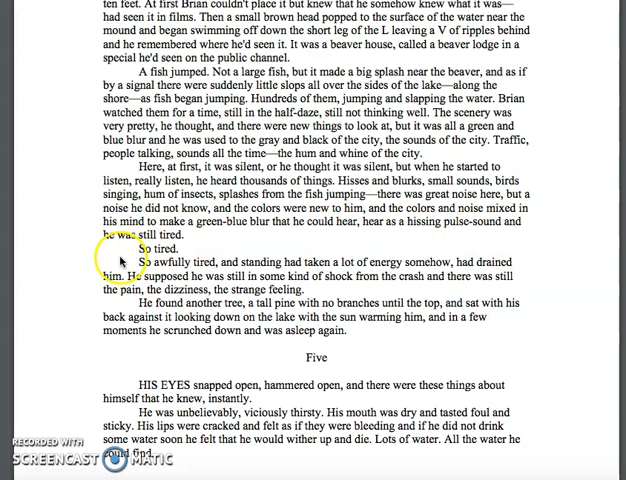 ten feet. At first Brian couldn't place it but knew that he somehow knew what it was—
had seen it in films. Then a small brown head popped to the surface of the water near the
mound and began swimming off down the short leg of the L leaving a V of ripples behind
and he remembered where he'd seen it. It was a beaver house, called a beaver lodge in a
special he'd seen on the public channel.
A fish jumped. Not a large fish, but it made a big splash near the beaver, and as if
by a signal there were suddenly little slops all over the sides of the lake—along the
shore—as fish began jumping. Hundreds of them, jumping and slapping the water. Brian
watched them for a time, still in the half-daze, still not thinking well. The scenery was
very pretty, he thought, and there were new things to look at, but it was all a green and
blue blur and he was used to the gray and black of the city, the sounds of the city. Traffic,
people talking, sounds all the time—the hum and whine of the city.
Here, at first, it was silent, or he thought it was silent, but when he started to
listen, really listen, he heard thousands of things. Hisses and blurks, small sounds, birds
singing, hum of insects, splashes from the fish jumping—there was great noise here, but a
noise he did not know, and the colors were new to him, and the colors and noise mixed in
his mind to make a green-blue blur that he could hear, hear as a hissing pulse-sound and
he was still tired.
So tired.
So awfully tired, and standing had taken a lot of energy somehow, had drained
him. He supposed he was still in some kind of shock from the crash and there was still
the pain, the dizziness, the strange feeling.
He found another tree, a tall pine with no branches until the top, and sat with his
back against it looking down on the lake with the sun warming him, and in a few
moments he scrunched down and was asleep again.
Five
HIS EYES snapped open, hammered open, and there were these things about
himself that he knew, instantly.
He was unbelievably, viciously thirsty. His mouth was dry and tasted foul and
sticky. His lips were cracked and felt as if they were bleeding and if he did not drink
some water soon he felt that he would wither up and die. Lots of water. All the water he
could find.
RECORDED WITH
SCREENCAST MATIC